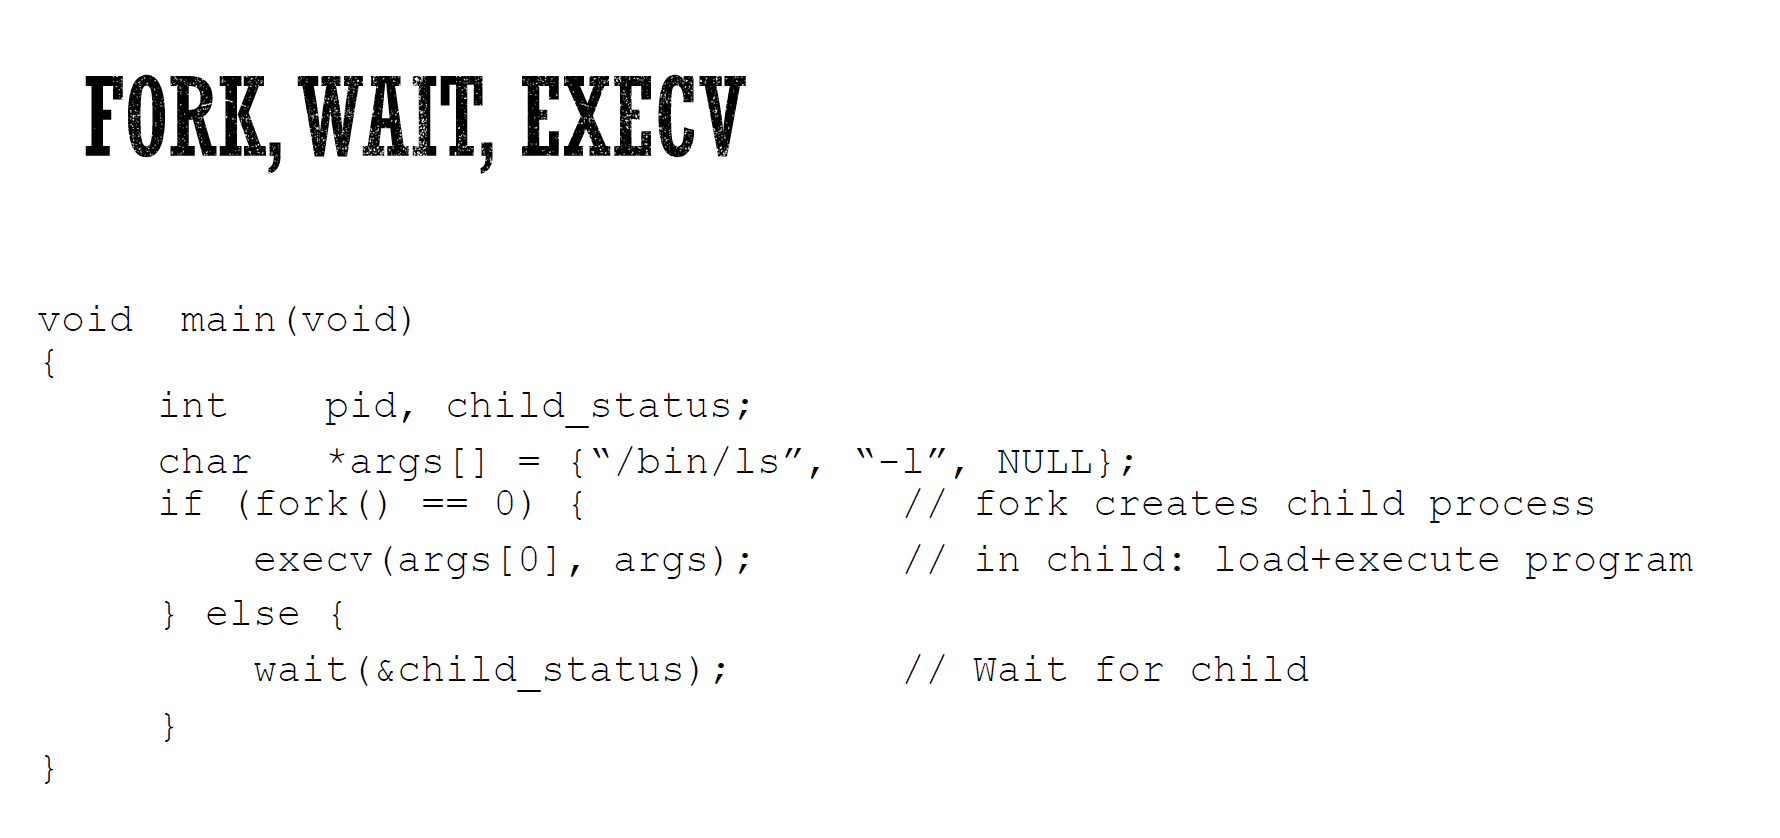 FORK, WAIT, EXECV
void  main(void)
{
     int    pid, child_status;
     char   *args[] = {“/bin/ls”, “-l”, NULL};
     if (fork() == 0) {             // fork creates child process
         execv(args[0], args);      // in child: load+execute program
     } else {
         wait(&child_status);       // Wait for child
     }
}